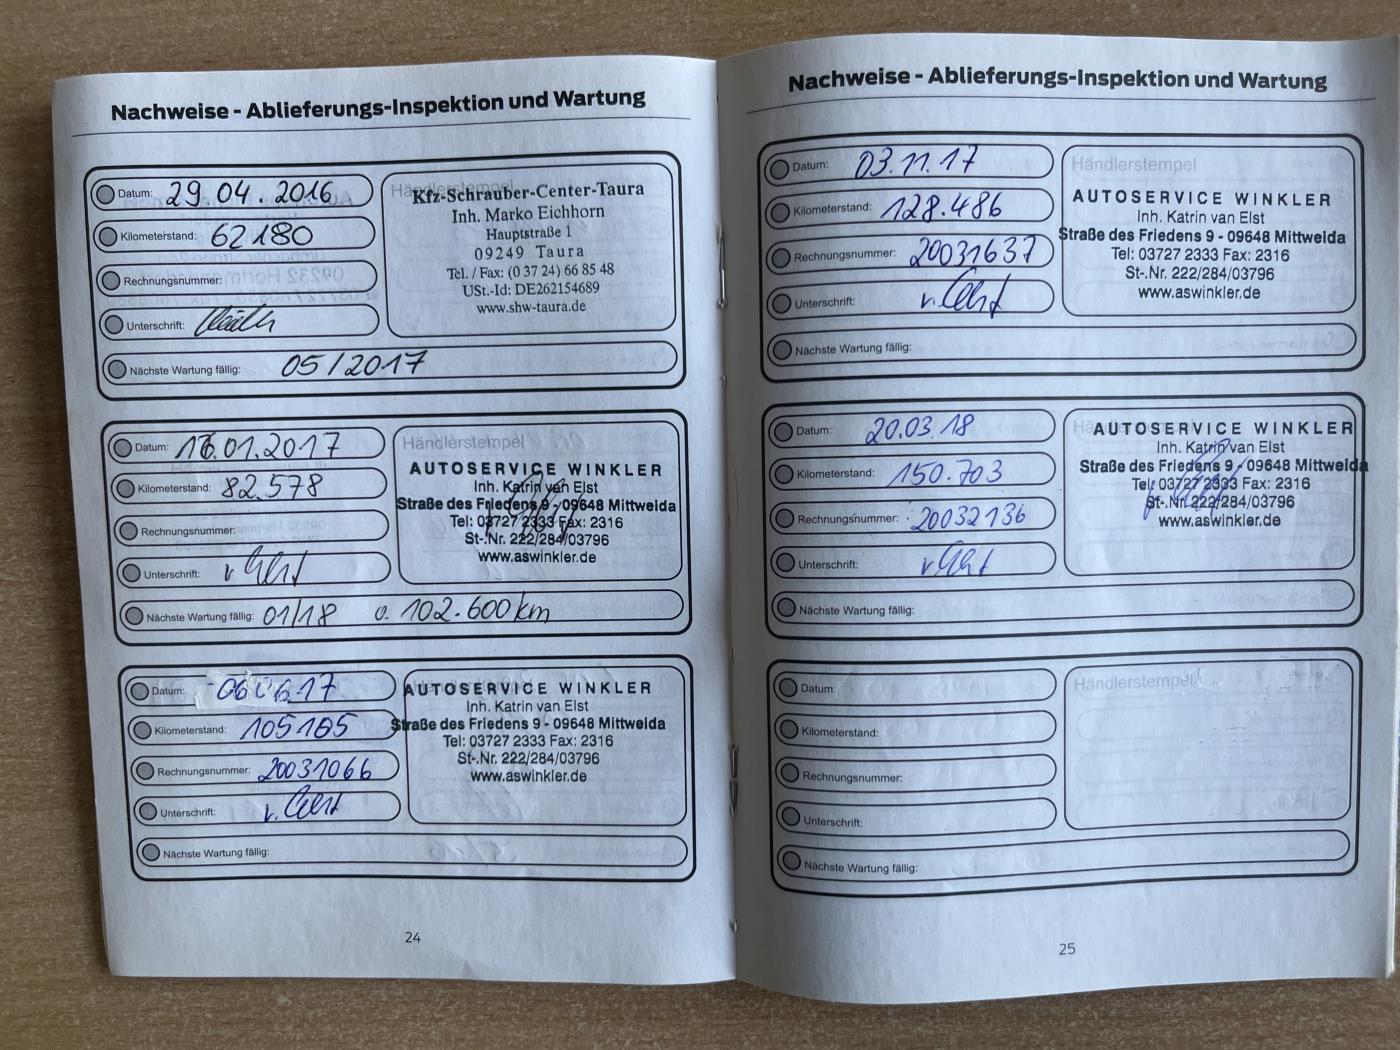 Nachweise - Ablieferungs-Inspektion und Wartung
Datum: 29.04.2016
Kilometerstand: 62180
Rechnungsnummer:
Unterschrift:
Nächste Wartung fällig: 05/2017
Händlerstempel
Kfz-Schrauber-Center-Taura
Inh. Marko Eichhorn
Hauptstraße 1
09249 Taura
Tel. / Fax: (0 37 24) 66 85 48
USt.-Id: DE262154689
www.shw-taura.de
Datum: 16.01.2017
Kilometerstand: 82.578
Rechnungsnummer:
Unterschrift:
Nächste Wartung fällig: 01/18 o. 102.600 km
Händlerstempel
AUTOSERVICE WINKLER
Inh. Katrin van Elst
Straße des Friedens 9 - 09648 Mittweida
Tel: 03727 2333 Fax: 2316
St-.Nr. 222/284/03796
www.aswinkler.de
Datum: 06.06.17
Kilometerstand: 105165
Rechnungsnummer: 20031066
Unterschrift:
Nächste Wartung fällig:
AUTOSERVICE WINKLER
Inh. Katrin van Elst
Straße des Friedens 9 - 09648 Mittweida
Tel: 03727 2333 Fax: 2316
St-.Nr. 222/284/03796
www.aswinkler.de
24
Nachweise - Ablieferungs-Inspektion und Wartung
Datum: 03.11.17
Kilometerstand: 128.486
Rechnungsnummer: 20031637
Unterschrift:
Nächste Wartung fällig:
Händlerstempel
AUTOSERVICE WINKLER
Inh. Katrin van Elst
Straße des Friedens 9 - 09648 Mittweida
Tel: 03727 2333 Fax: 2316
St-.Nr. 222/284/03796
www.aswinkler.de
Datum: 20.03.18
Kilometerstand: 150.703
Rechnungsnummer: 20032136
Unterschrift:
Nächste Wartung fällig:
AUTOSERVICE WINKLER
Inh. Katrin van Elst
Straße des Friedens 9 - 09648 Mittweida
Tel: 03727 2333 Fax: 2316
St-.Nr. 222/284/03796
www.aswinkler.de
Datum:
Kilometerstand:
Rechnungsnummer:
Unterschrift:
Nächste Wartung fällig:
Händlerstempel
25